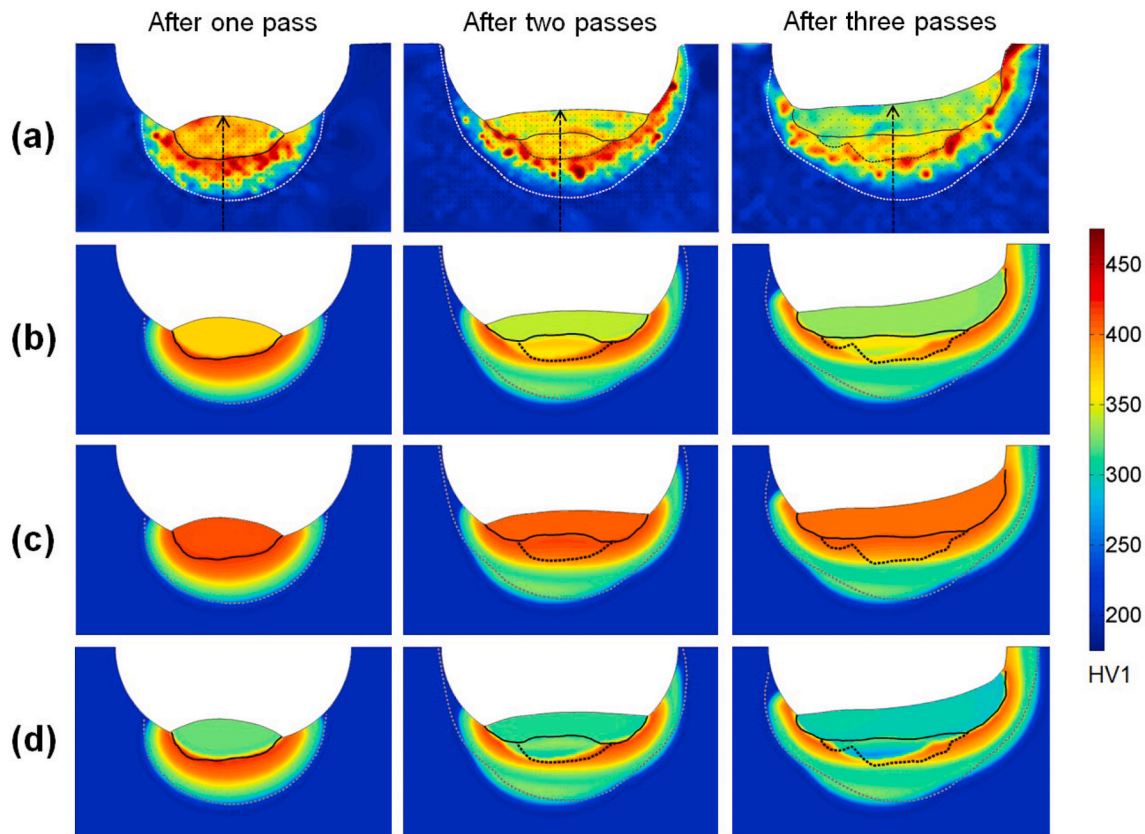 After one pass
After two passes
After three passes
(a)
(b)
(c)
(d)
450
400
350
300
250
200
HV1